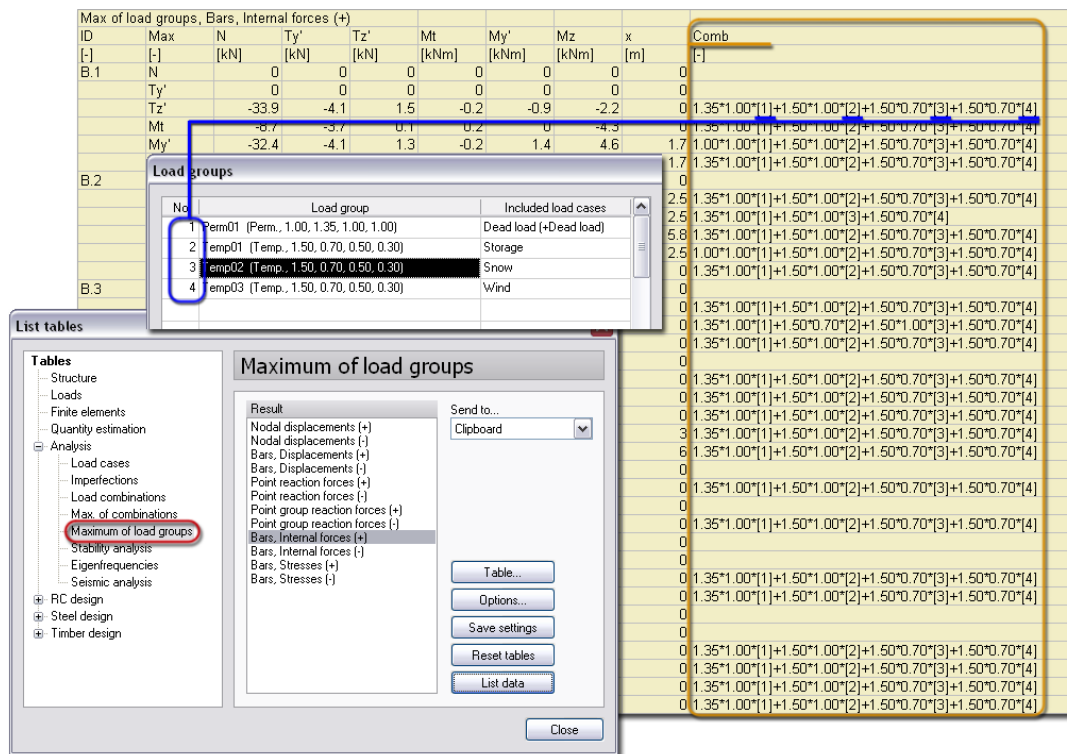 Max of load groups, Bars, Internal forces (+)
ID Max N Ty' Tz' Mt My' Mz x Comb
[-] [-] [kN] [kN] [kN] [kNm] [kNm] [kNm] [m] [-]
B.1 N 0 0 0 0 0 0 0
Ty' 0 0 0 0 0 0 0
Tz' -33.9 -4.1 1.5 -0.2 -0.9 -2.2 0 1.35*1.00*[1]+1.50*1.00*[2]+1.50*0.70*[3]+1.50*0.70*[4]
Mt -8.7 -3.7 0.1 0.2 0 -4.3 0 1.35*1.00*[1]+1.50*1.00*[2]+1.50*0.70*[3]+1.50*0.70*[4]
My' -32.4 -4.1 1.3 -0.2 1.4 4.6 1.7 1.00*1.00*[1]+1.50*1.00*[2]+1.50*0.70*[3]+1.50*0.70*[4]
1.7 1.35*1.00*[1]+1.50*1.00*[2]+1.50*0.70*[3]+1.50*0.70*[4]
B.2 0
2.5 1.35*1.00*[1]+1.50*1.00*[2]+1.50*0.70*[3]+1.50*0.70*[4]
2.5 1.35*1.00*[1]+1.50*1.00*[3]+1.50*0.70*[4]
5.8 1.35*1.00*[1]+1.50*1.00*[2]+1.50*0.70*[3]+1.50*0.70*[4]
2.5 1.00*1.00*[1]+1.50*1.00*[2]+1.50*0.70*[3]+1.50*0.70*[4]
0 1.35*1.00*[1]+1.50*1.00*[2]+1.50*0.70*[3]+1.50*0.70*[4]
B.3 0
0 1.35*1.00*[1]+1.50*1.00*[2]+1.50*0.70*[3]+1.50*0.70*[4]
0 1.35*1.00*[1]+1.50*0.70*[2]+1.50*1.00*[3]+1.50*0.70*[4]
0 1.35*1.00*[1]+1.50*1.00*[2]+1.50*0.70*[3]+1.50*0.70*[4]
0
0 1.35*1.00*[1]+1.50*1.00*[2]+1.50*0.70*[3]+1.50*0.70*[4]
0 1.35*1.00*[1]+1.50*1.00*[2]+1.50*0.70*[3]+1.50*0.70*[4]
0 1.35*1.00*[1]+1.50*1.00*[2]+1.50*0.70*[3]+1.50*0.70*[4]
3 1.35*1.00*[1]+1.50*1.00*[2]+1.50*0.70*[3]+1.50*0.70*[4]
6 1.35*1.00*[1]+1.50*1.00*[2]+1.50*0.70*[3]+1.50*0.70*[4]
0
0 1.35*1.00*[1]+1.50*1.00*[2]+1.50*0.70*[3]+1.50*0.70*[4]
0
0 1.35*1.00*[1]+1.50*1.00*[2]+1.50*0.70*[3]+1.50*0.70*[4]
0
0
0 1.35*1.00*[1]+1.50*1.00*[2]+1.50*0.70*[3]+1.50*0.70*[4]
0 1.35*1.00*[1]+1.50*1.00*[2]+1.50*0.70*[3]+1.50*0.70*[4]
0
0
0 1.35*1.00*[1]+1.50*1.00*[2]+1.50*0.70*[3]+1.50*0.70*[4]
0 1.35*1.00*[1]+1.50*1.00*[2]+1.50*0.70*[3]+1.50*0.70*[4]
0 1.35*1.00*[1]+1.50*1.00*[2]+1.50*0.70*[3]+1.50*0.70*[4]
0 1.35*1.00*[1]+1.50*1.00*[2]+1.50*0.70*[3]+1.50*0.70*[4]
Load groups
No Load group Included load cases
1 Perm01 (Perm., 1.00, 1.35, 1.00, 1.00) Dead load (+Dead load)
2 Temp01 (Temp., 1.50, 0.70, 0.50, 0.30) Storage
3 Temp02 (Temp., 1.50, 0.70, 0.50, 0.30) Snow
4 Temp03 (Temp., 1.50, 0.70, 0.50, 0.30) Wind
List tables
Tables
Structure
Loads
Finite elements
Quantity estimation
Analysis
Load cases
Imperfections
Load combinations
Max. of combinations
Maximum of load groups
Stability analysis
Eigenfrequencies
Seismic analysis
RC design
Steel design
Timber design
Maximum of load groups
Result
Nodal displacements (+)
Nodal displacements (-)
Bars, Displacements (+)
Bars, Displacements (-)
Point reaction forces (+)
Point reaction forces (-)
Point group reaction forces (+)
Point group reaction forces (-)
Bars, Internal forces (+)
Bars, Internal forces (-)
Bars, Stresses (+)
Bars, Stresses (-)
Send to...
Clipboard
Table...
Options...
Save settings
Reset tables
List data
Close